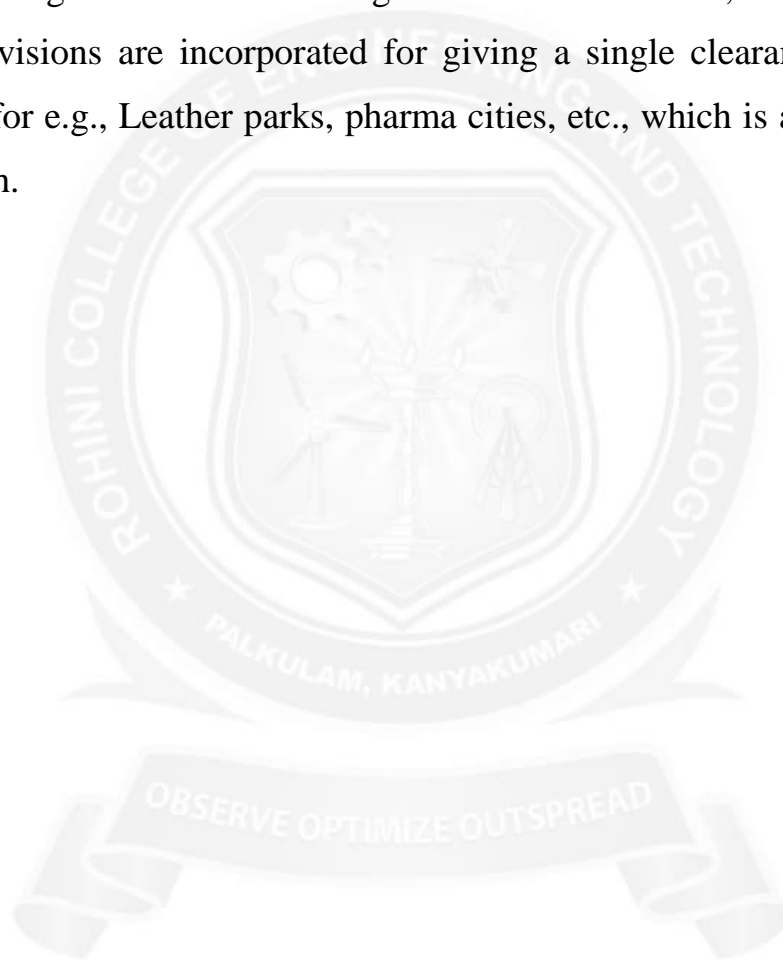 visions are incorporated for giving a single clearan
for e.g., Leather parks, pharma cities, etc., which is a
n.
ROHINI COLLEGE OF ENGINEERING AND TECHNOLOGY
PALKULAM, KANYAKUMARI
OBSERVE OPTIMIZE OUTSPREAD